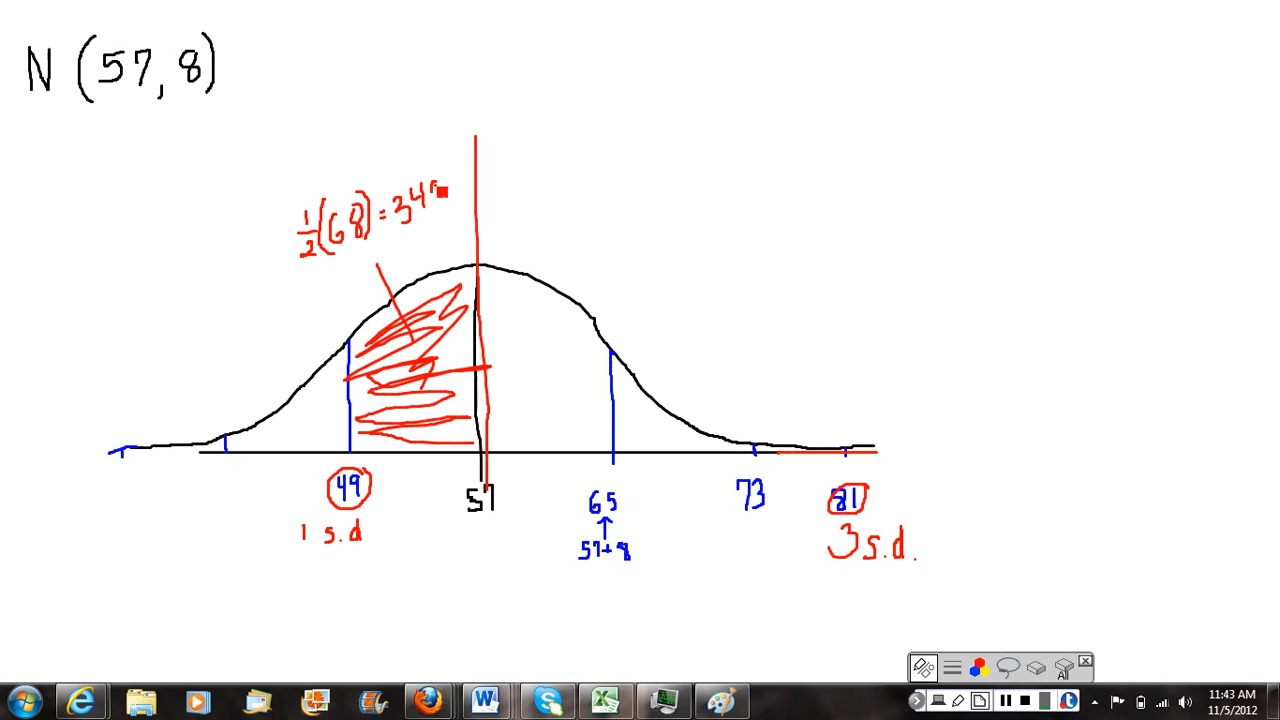 N (57, 8)
1/2(68) = 34%
49
57
65
73
81
1 s.d
57+8
3 s.d.
All
11:43 AM
11/5/2012